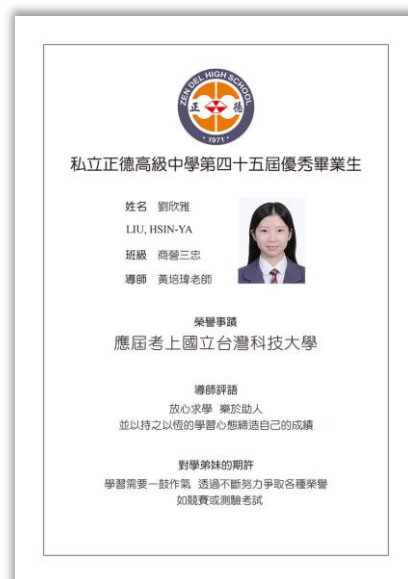 ZEN DEL HIGH SCHOOL
正 德
• 1971 •
私立正德高級中學第四十五屆優秀畢業生
姓名 劉欣雅
LIU, HSIN-YA
班級 商營三忠
導師 黃培瑋老師
榮譽事蹟
應屆考上國立台灣科技大學
導師評語
放心求學 樂於助人
並以持之以恆的學習心態締造自己的成績
對學弟妹的期許
學習需要一鼓作氣 透過不斷努力爭取各種榮譽
如競賽或測驗考試